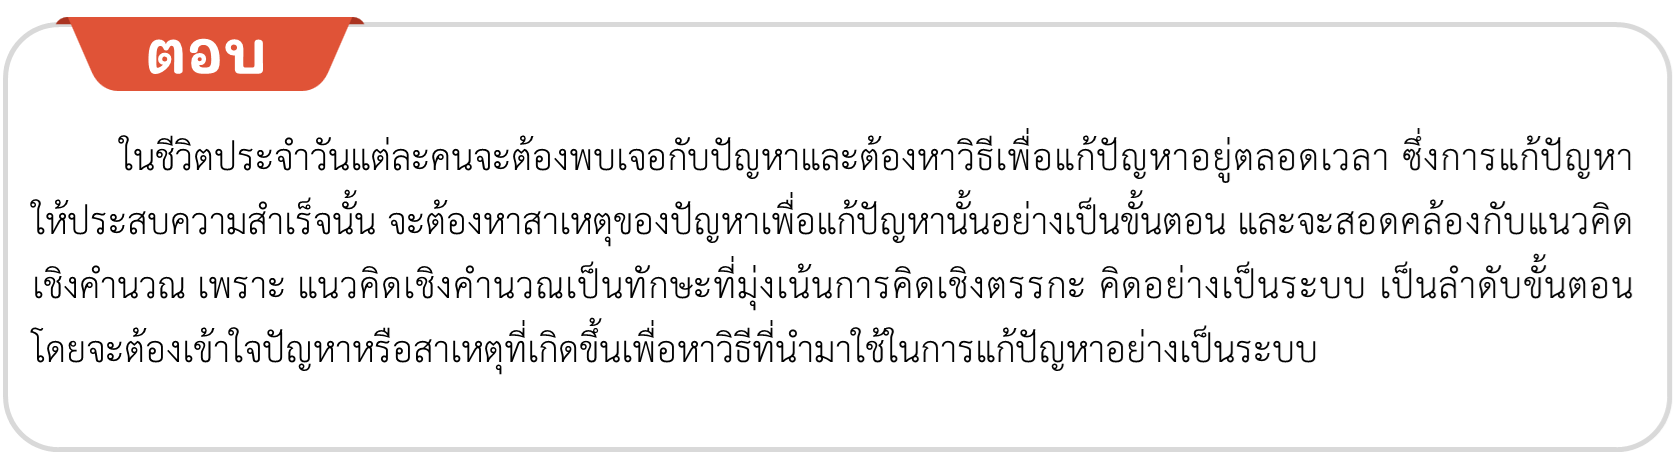 ตอบ
ในชีวิตประจำวันแต่ละคนจะต้องพบเจอกับปัญหาและต้องหาวิธีเพื่อแก้ปัญหาอยู่ตลอดเวลา ซึ่งการแก้ปัญหา
ให้ประสบความสำเร็จนั้น จะต้องหาสาเหตุของปัญหาเพื่อแก้ปัญหานั้นอย่างเป็นขั้นตอน และจะสอดคล้องกับแนวคิด
เชิงคำนวณ เพราะ แนวคิดเชิงคำนวณเป็นทักษะที่มุ่งเน้นการคิดเชิงตรรกะ คิดอย่างเป็นระบบ เป็นลำดับขั้นตอน
โดยจะต้องเข้าใจปัญหาหรือสาเหตุที่เกิดขึ้นเพื่อหาวิธีที่นำมาใช้ในการแก้ปัญหาอย่างเป็นระบบ